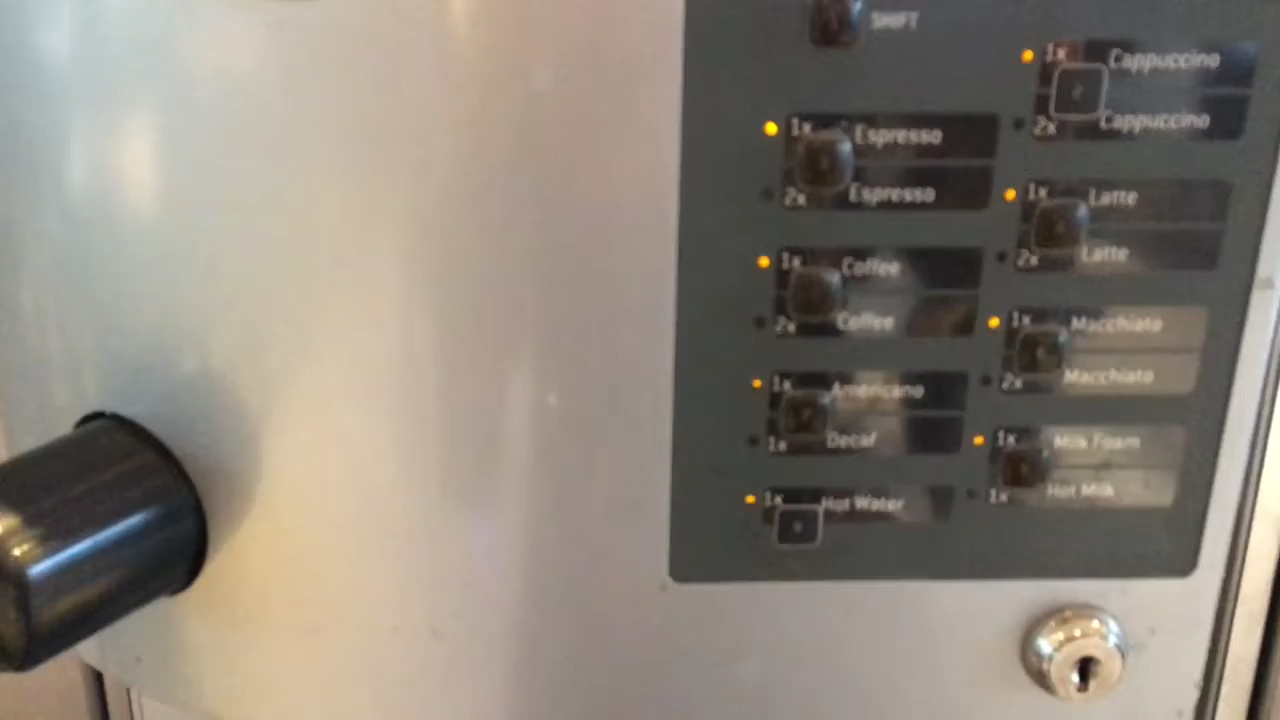 SHIFT
1x Espresso
2x Espresso
1x Coffee
2x Coffee
1x Americano
1x Decaf
1x Hot Water
1x Cappuccino
2x Cappuccino
1x Latte
2x Latte
1x Macchiato
2x Macchiato
1x Milk Foam
1x Hot Milk